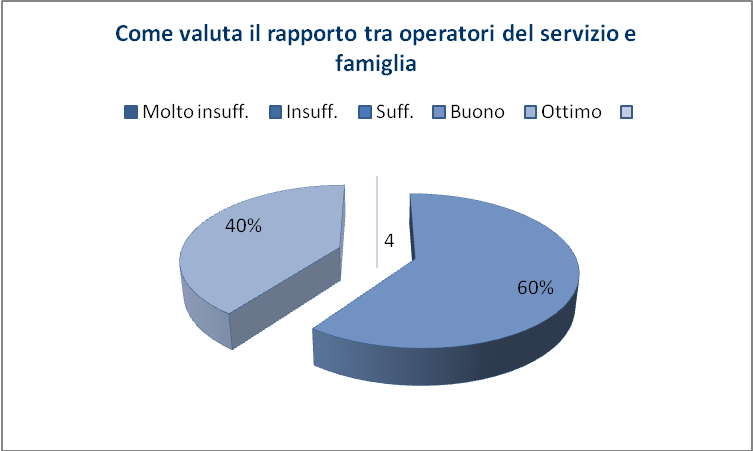 Come valuta il rapporto tra operatori del servizio e
famiglia
Molto insuff. Insuff. Suff. Buono Ottimo
40%
4
60%